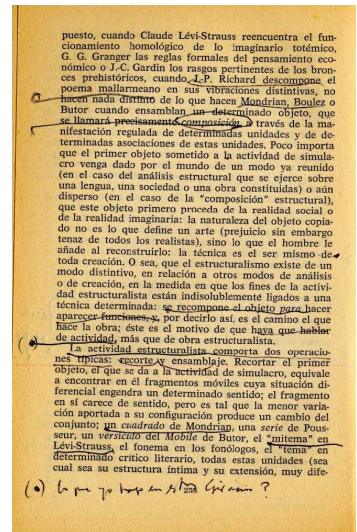 puesto, cuando Claude Lévi-Strauss reencuentra el fun-
cionamiento homológico de lo imaginario totémico,
G. G. Granger las reglas formales del pensamiento eco-
nómico o J.-C. Gardin los rasgos pertinentes de los bron-
ces prehistóricos, cuando J.-P. Richard descompone el
poema mallarmeano en sus vibraciones distintivas, no
hacen nada distinto de lo que hacen Mondrian, Boulez o
Butor cuando ensamblan un determinado objeto, que
se llamará precisamente composición, a través de la ma-
nifestación regulada de determinadas unidades y de de-
terminadas asociaciones de estas unidades. Poco importa
que el primer objeto sometido a la actividad de simula-
cro venga dado por el mundo de un modo ya reunido
(en el caso del análisis estructural que se ejerce sobre
una lengua, una sociedad o una obra constituidas) o aún
disperso (en el caso de la "composición" estructural),
que este objeto primero proceda de la realidad social o
de la realidad imaginaria: la naturaleza del objeto copia-
do no es lo que define un arte (prejuicio sin embargo
tenaz de todos los realistas), sino lo que el hombre le
añade al reconstruirlo: la técnica es el ser mismo de
toda creación. O sea, que el estructuralismo existe de un
modo distintivo, en relación a otros modos de análisis
o de creación, en la medida en que los fines de la activi-
dad estructuralista están indisolublemente ligados a una
técnica determinada: se recompone el objeto para hacer
aparecer funciones, y, por decirlo así, es el camino el que
hace la obra; éste es el motivo de que haya que hablar
de actividad, más que de obra estructuralista.
La actividad estructuralista comporta dos operacio-
nes típicas: recorte y ensamblaje. Recortar el primer
objeto, el que se da a la actividad de simulacro, equivale
a encontrar en él fragmentos móviles cuya situación di-
ferencial engendra un determinado sentido; el fragmento
en sí carece de sentido, pero es tal que la menor varia-
ción aportada a su configuración produce un cambio del
conjunto; un cuadrado de Mondrian, una serie de Pous-
seur, un versículo del Mobile de Butor, el "mitema" en
Lévi-Strauss, el fonema en los fonólogos, el "tema" en
determinado crítico literario, todas estas unidades (sea
cual sea su estructura íntima y su extensión, muy dife-
258
lo que yo hago en